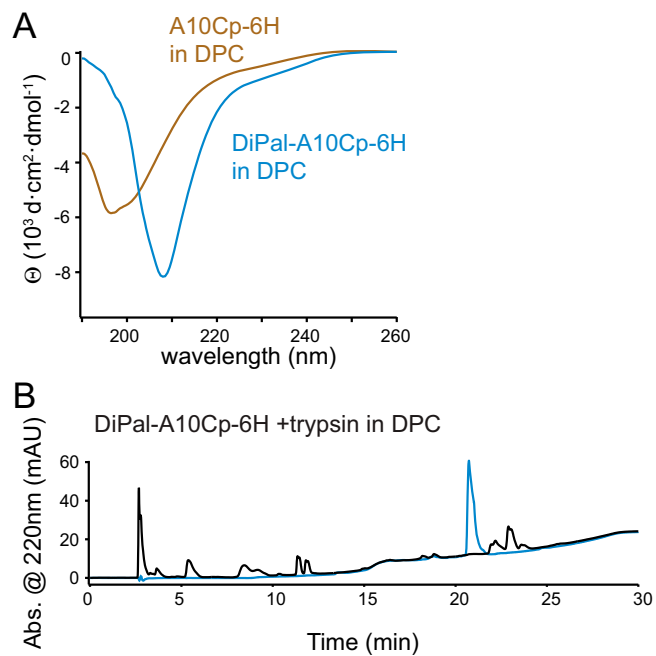 A
A10Cp-6H
in DPC
DiPal-A10Cp-6H
in DPC
0
-2
-4
-6
-8
Θ (10³ d·cm²·dmol⁻¹)
200
220
240
260
wavelength (nm)
B
DiPal-A10Cp-6H +trypsin in DPC
60
40
20
0
Abs. @ 220nm (mAU)
0
5
10
15
20
25
30
Time (min)